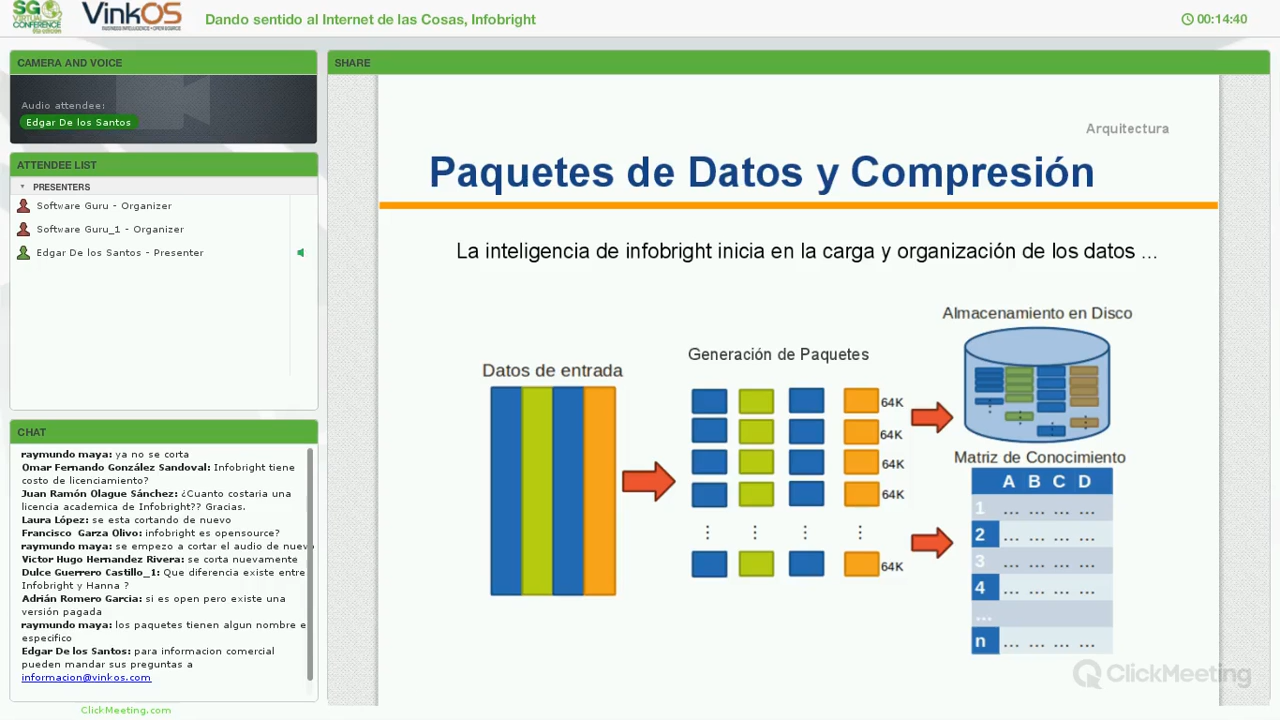 SG
VIRTUAL
CONFERENCE
VinkOS
BUSINESS INTELLIGENCE • OPEN SOURCE
Dando sentido al Internet de las Cosas, Infobright
00:14:40
CAMERA AND VOICE
Audio attendee:
Edgar De los Santos
ATTENDEE LIST
PRESENTERS
Software Guru - Organizer
Software Guru_1 - Organizer
Edgar De los Santos - Presenter
CHAT
raymundo maya: ya no se corta
Omar Fernando González Sandoval: Infobright tiene
costo de licenciamiento?
Juan Ramón Olague Sánchez: ¿Cuanto costaria una
licencia academica de Infobright?? Gracias.
Laura López: se esta cortando de nuevo
Francisco Garza Olivo: infobright es opensource?
raymundo maya: se empezo a cortar el audio de nuevo
Victor Hugo Hernandez Rivera: se corta nuevamente
Dulce Guerrero Castillo_1: Que diferencia existe entre
Infobright y Hanna ?
Adrián Romero Garcia: si es open pero existe una
versión pagada
raymundo maya: los paquetes tienen algun nombre e
especifico
Edgar De los Santos: para informacion comercial
pueden mandar sus preguntas a
informacion@vinkos.com
ClickMeeting.com
SHARE
Arquitectura
Paquetes de Datos y Compresión
La inteligencia de infobright inicia en la carga y organización de los datos ...
Datos de entrada
Generación de Paquetes
64K
64K
64K
64K
64K
Almacenamiento en Disco
Matriz de Conocimiento
A B C D
1 ... ... ... ...
2 ... ... ... ...
3 ... ... ... ...
4 ... ... ... ...
...
n ... ... ... ...
ClickMeeting